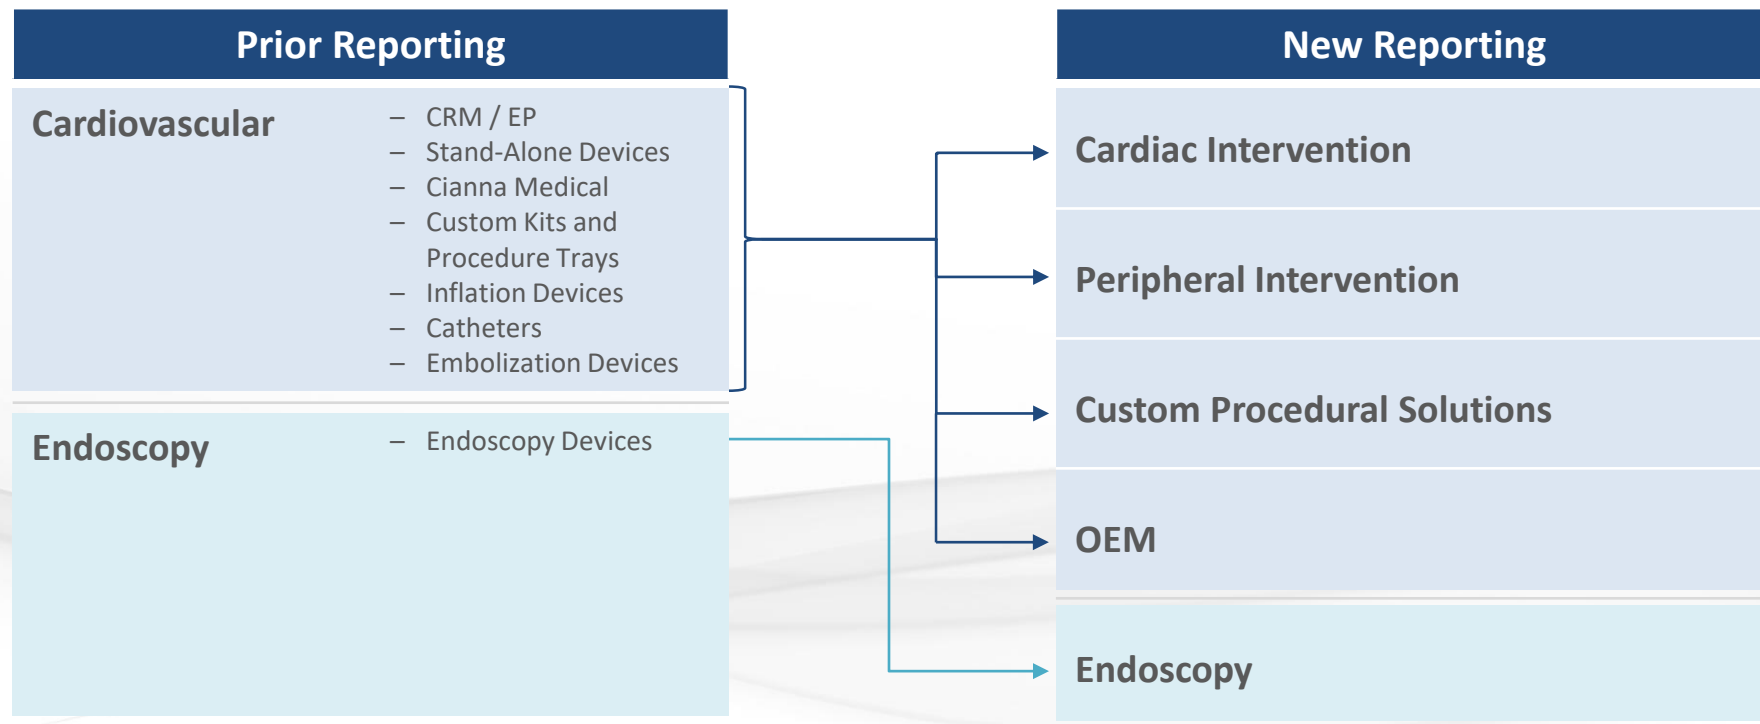 Prior Reporting
Cardiovascular
– CRM / EP
– Stand-Alone Devices
– Cianna Medical
– Custom Kits and
Procedure Trays
– Inflation Devices
– Catheters
– Embolization Devices
Endoscopy
– Endoscopy Devices
New Reporting
Cardiac Intervention
Peripheral Intervention
Custom Procedural Solutions
OEM
Endoscopy